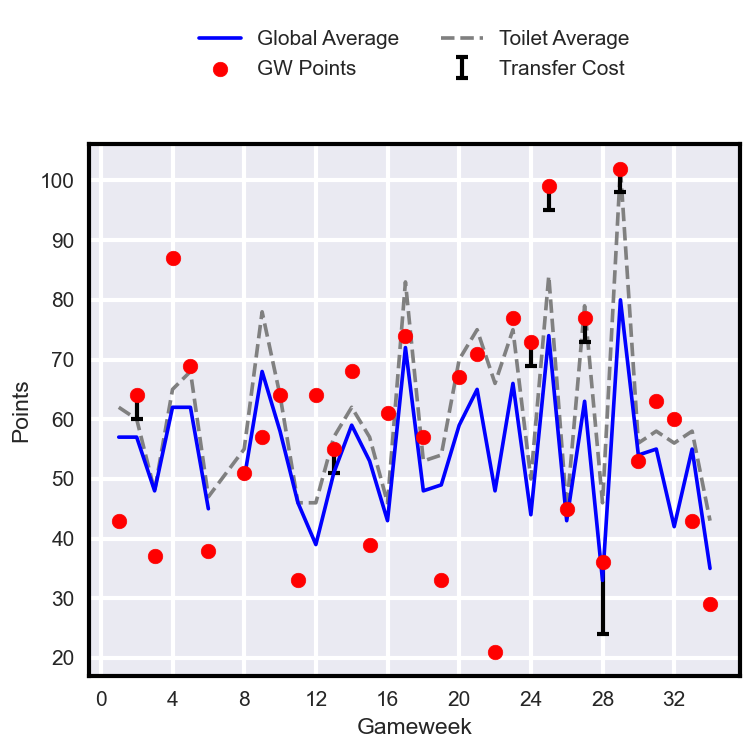 Global Average
Toilet Average
GW Points
Transfer Cost
100
90
80
70
60
50
40
30
20
Points
0 4 8 12 16 20 24 28 32
Gameweek